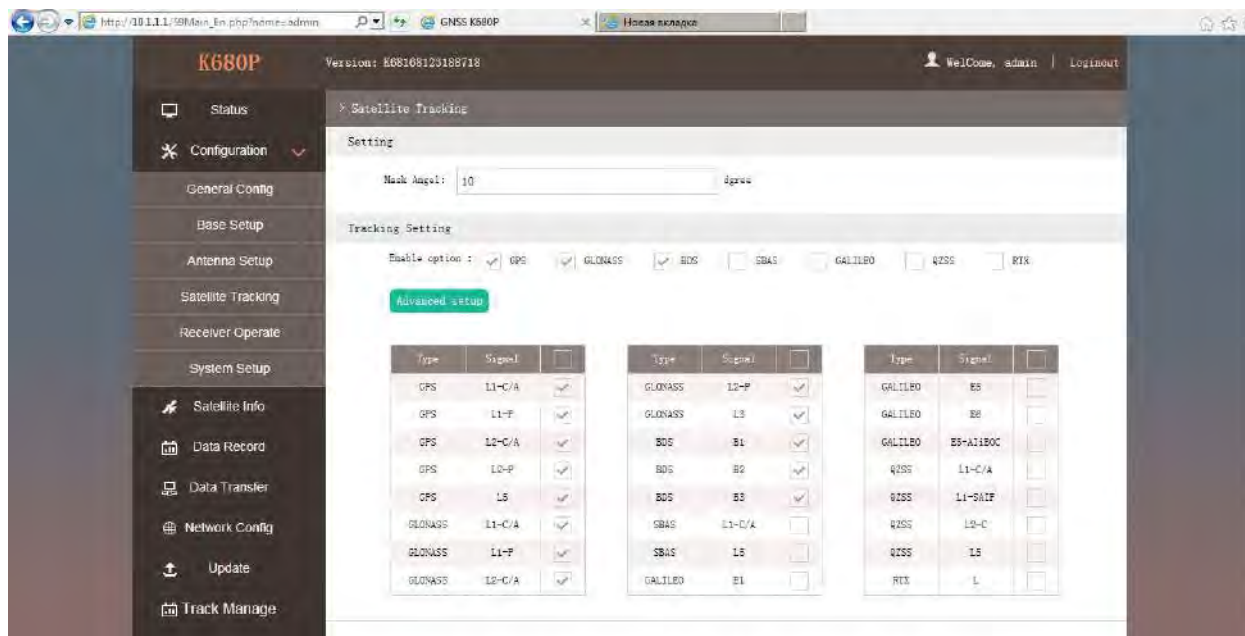 http://10.1.1.1/59Main_En.php?name=admin GNSS K680P Новая вкладка
K680P Version: K68168123188718 WelCome, admin | Loginout
Status
Configuration
General Config
Base Setup
Antenna Setup
Satellite Tracking
Receiver Operate
System Setup
Satellite Info
Data Record
Data Transfer
Network Config
Update
Track Manage
> Satellite Tracking
Setting
Mask Angel: 10 dgree
Tracking Setting
Enable option : GPS GLONASS BDS SBAS GALILEO QZSS RTX
Advanced setup
Type Signal
GPS L1-C/A
GPS L1-P
GPS L2-C/A
GPS L2-P
GPS L5
GLONASS L1-C/A
GLONASS L1-P
GLONASS L2-C/A
Type Signal
GLONASS L2-P
GLONASS L3
BDS B1
BDS B2
BDS B3
SBAS L1-C/A
SBAS L5
GALILEO E1
Type Signal
GALILEO E5
GALILEO E6
GALILEO E5-AltBOC
QZSS L1-C/A
QZSS L1-SAIF
QZSS L2-C
QZSS L5
RTX L